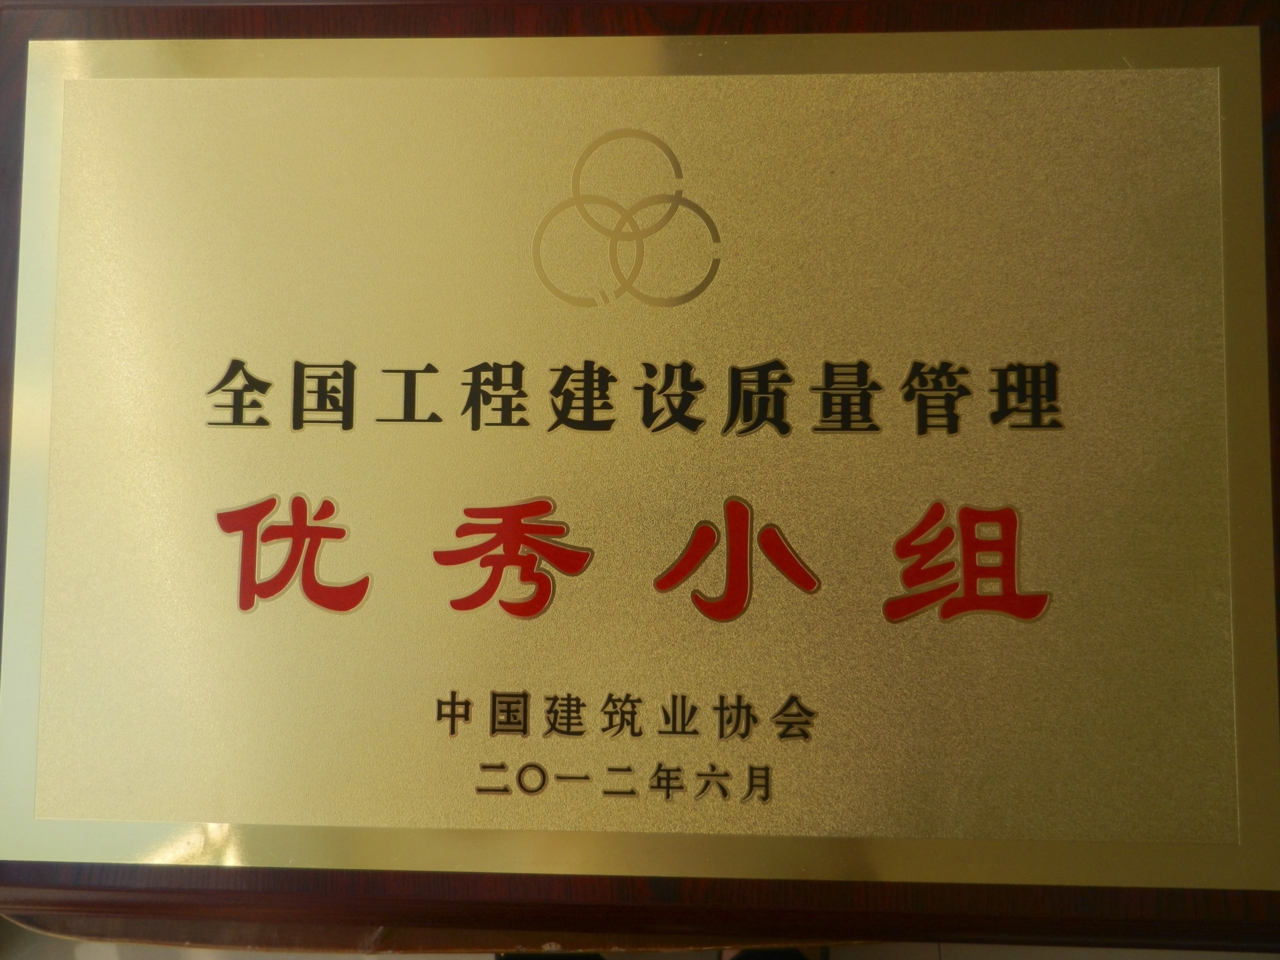 全国工程建设质量管理
优秀小组
中国建筑业协会
二〇一二年六月